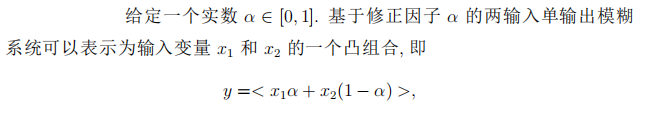 给定一个实数 α ∈ [0, 1]. 基于修正因子 α 的两输入单输出模糊
系统可以表示为输入变量 x₁ 和 x₂ 的一个凸组合, 即
y =< x₁α + x₂(1 − α) >,